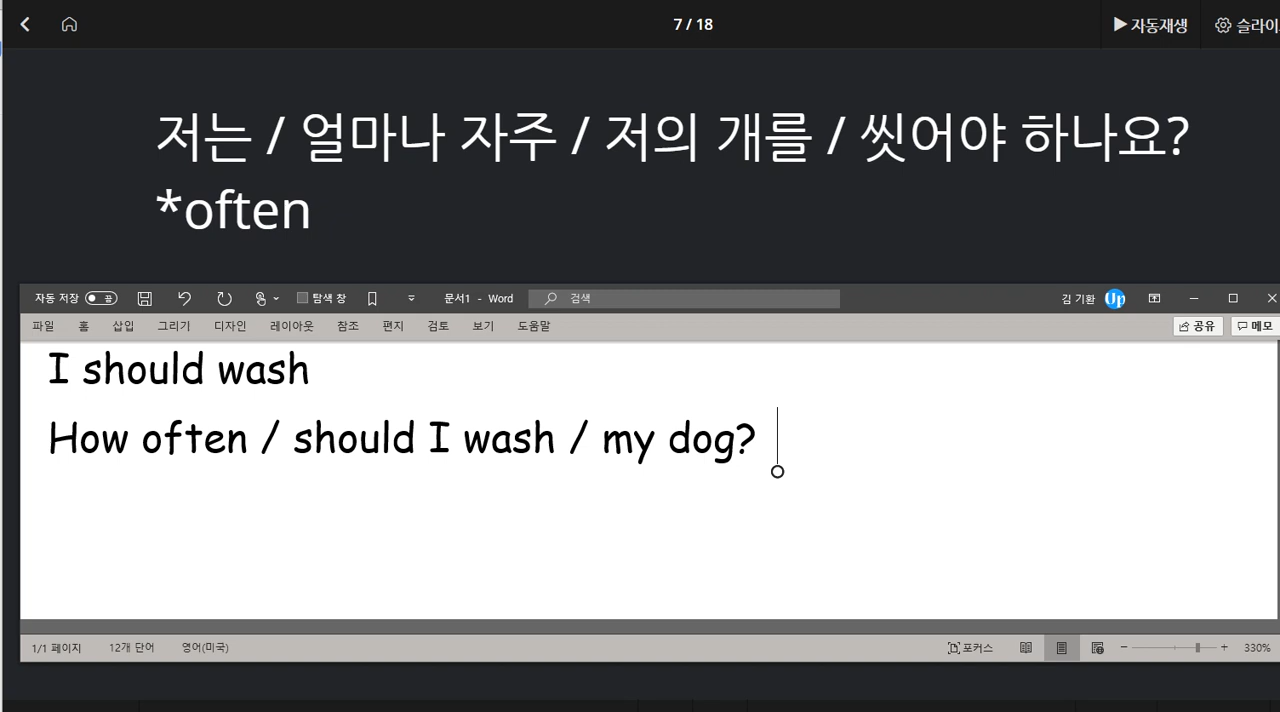 7 / 18
▶ 자동재생
슬라이
저는 / 얼마나 자주 / 저의 개를 / 씻어야 하나요?
*often
자동 저장
끔
탐색 창
문서1 - Word
검색
김 기환
Up
파일 홈 삽입 그리기 디자인 레이아웃 참조 편지 검토 보기 도움말
공유
메모
I should wash
How often / should I wash / my dog?
1/1 페이지
12개 단어
영어(미국)
포커스
330%